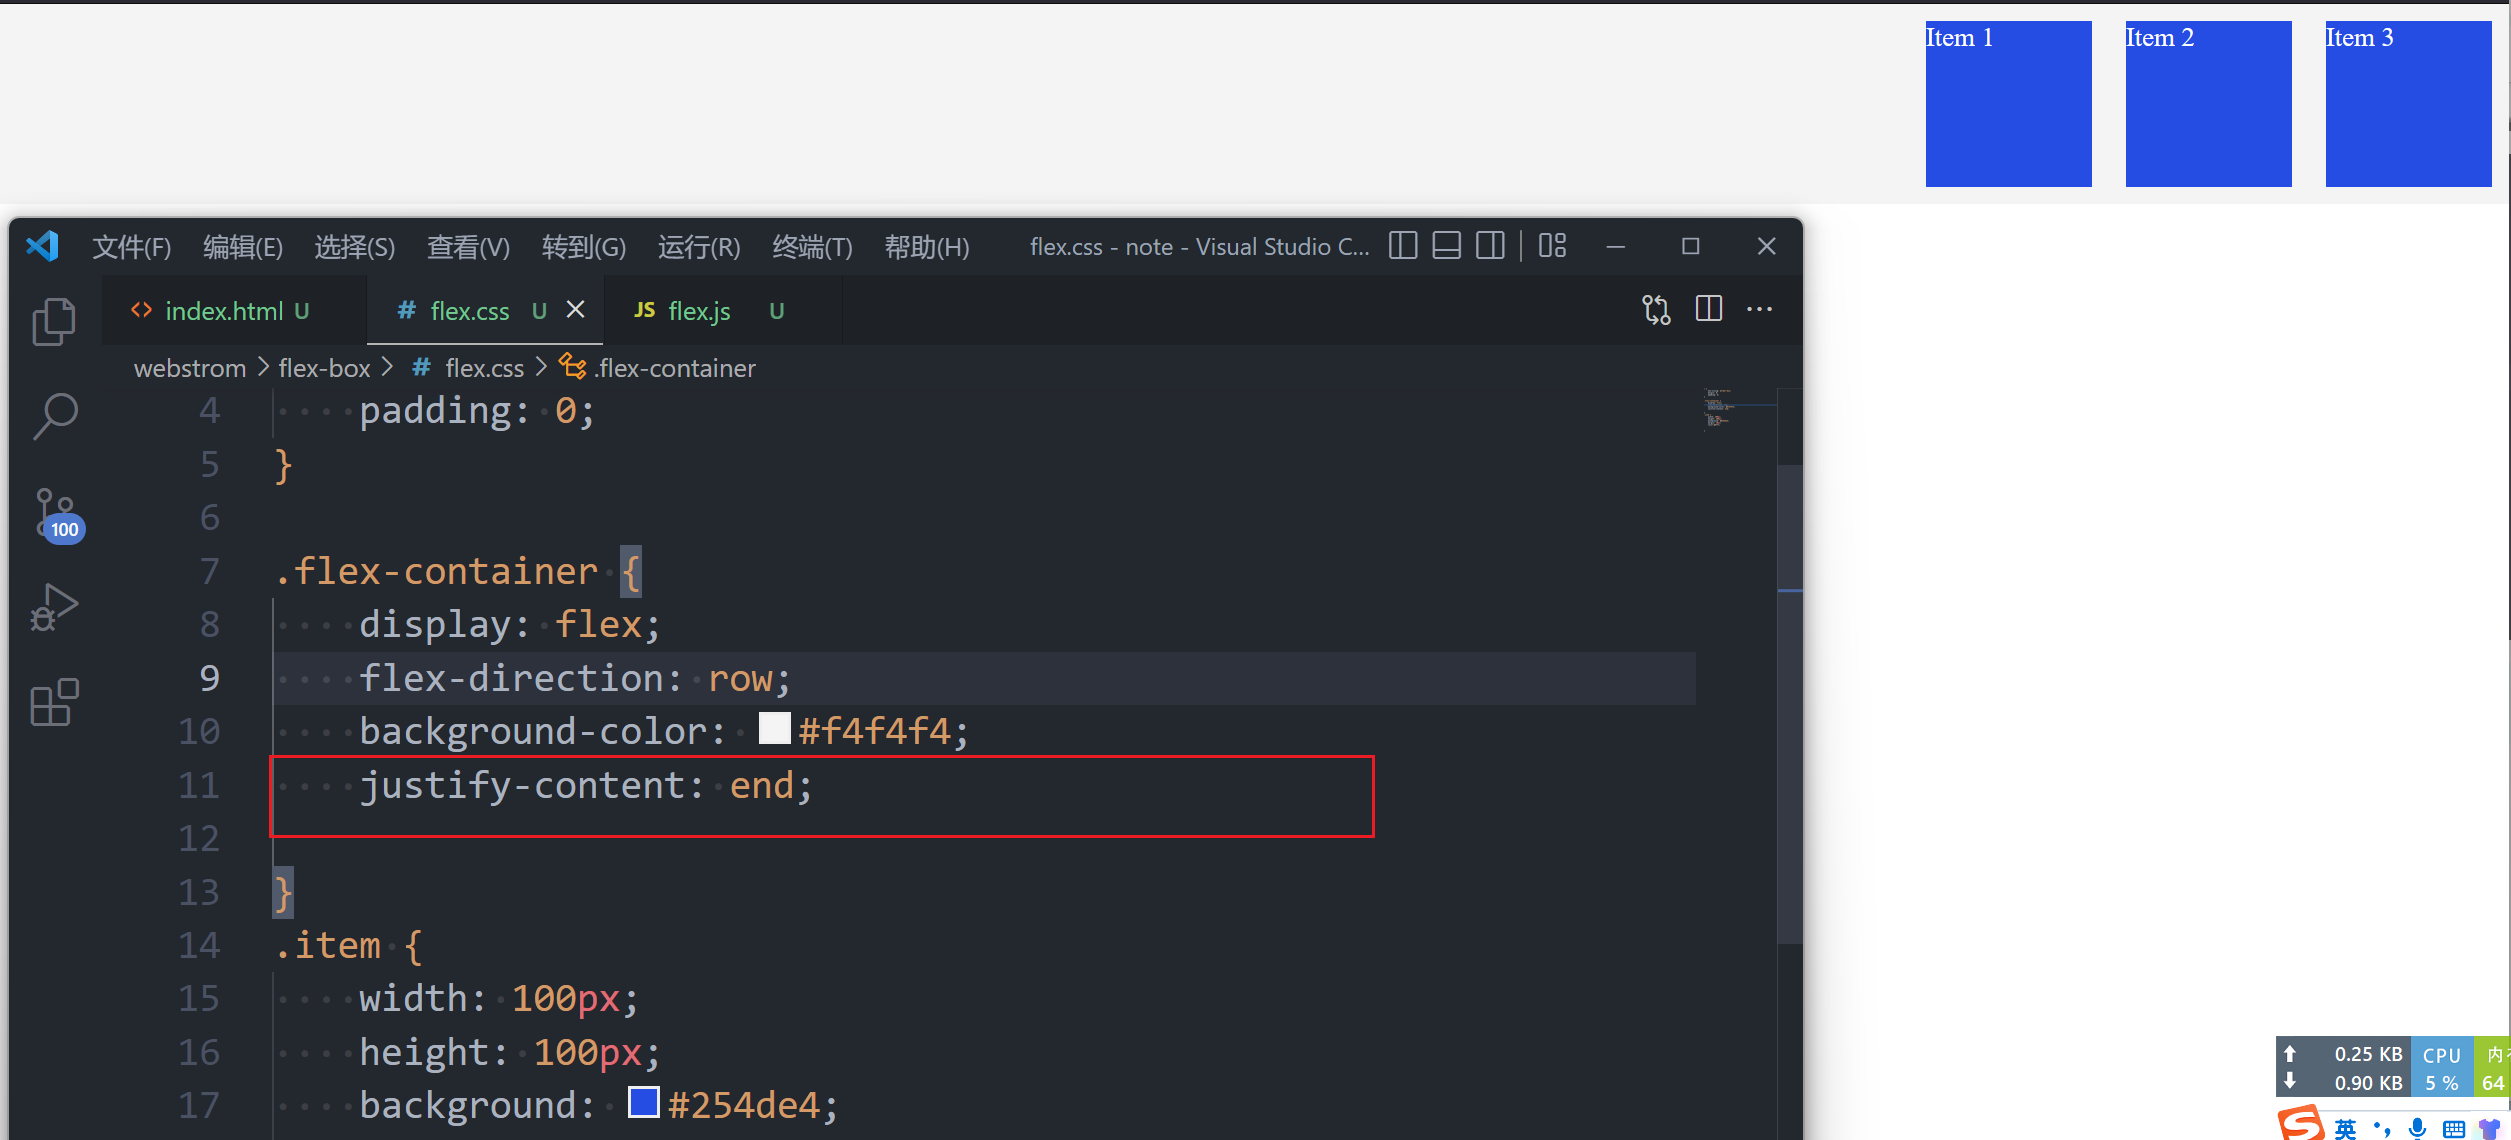 Item 1 Item 2 Item 3
文件(F) 编辑(E) 选择(S) 查看(V) 转到(G) 运行(R) 终端(T) 帮助(H) flex.css - note - Visual Studio C...
index.html U # flex.css U JS flex.js U
webstrom > flex-box > # flex.css > .flex-container
4 padding: 0;
5 }
6
100
7 .flex-container {
8 display: flex;
9 flex-direction: row;
10 background-color: #f4f4f4;
11 justify-content: end;
12
13 }
14 .item {
15 width: 100px;
16 height: 100px;
17 background: #254de4;
0.25 KB CPU 内
0.90 KB 5 % 64
英